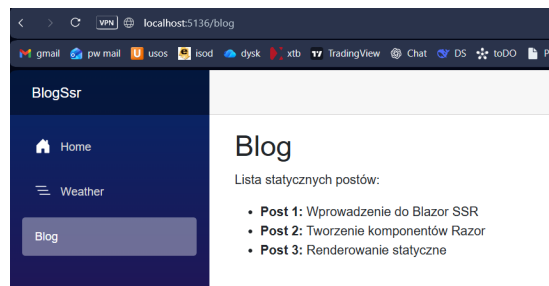 VPN localhost:5136/blog
gmail pw mail usos isod dysk xtb TradingView Chat DS toDO P
BlogSsr
Home
Weather
Blog
Blog
Lista statycznych postów:
Post 1: Wprowadzenie do Blazor SSR
Post 2: Tworzenie komponentów Razor
Post 3: Renderowanie statyczne